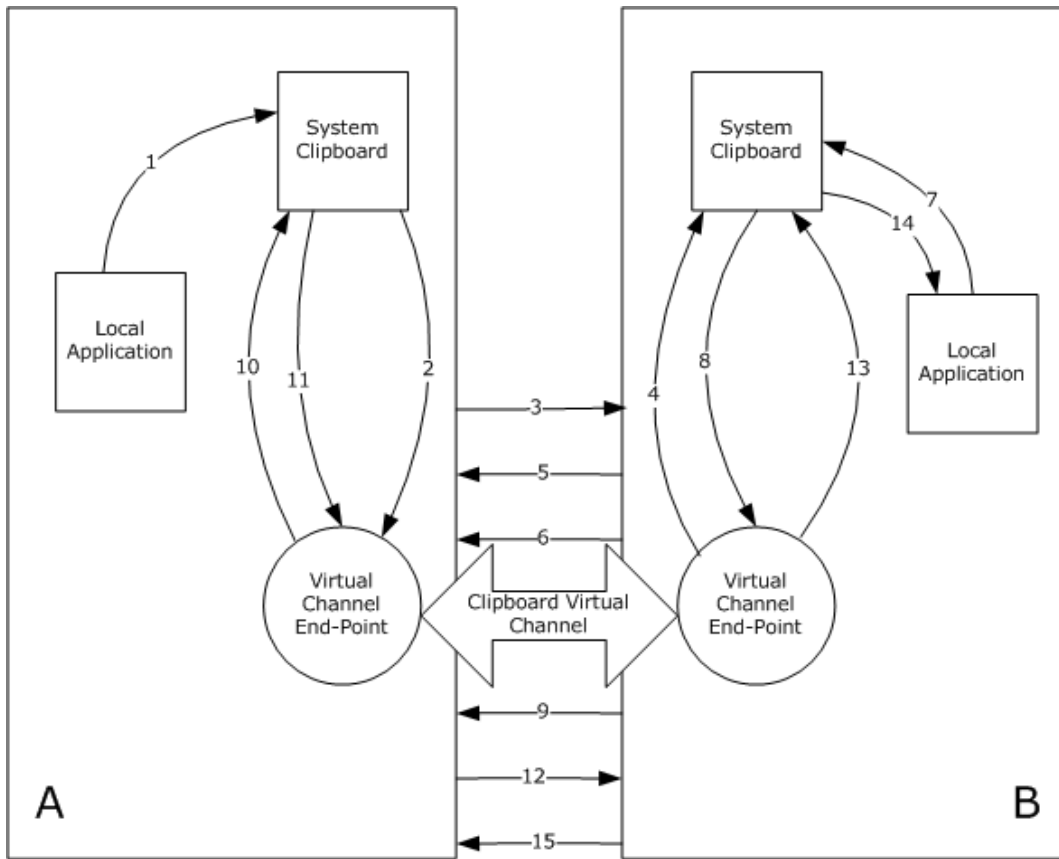 System
Clipboard
System
Clipboard
1
7
14
Local
Application
Local
Application
10
11
2
4
8
13
3
5
6
Virtual
Channel
End-Point
Clipboard Virtual
Channel
Virtual
Channel
End-Point
9
12
15
A
B